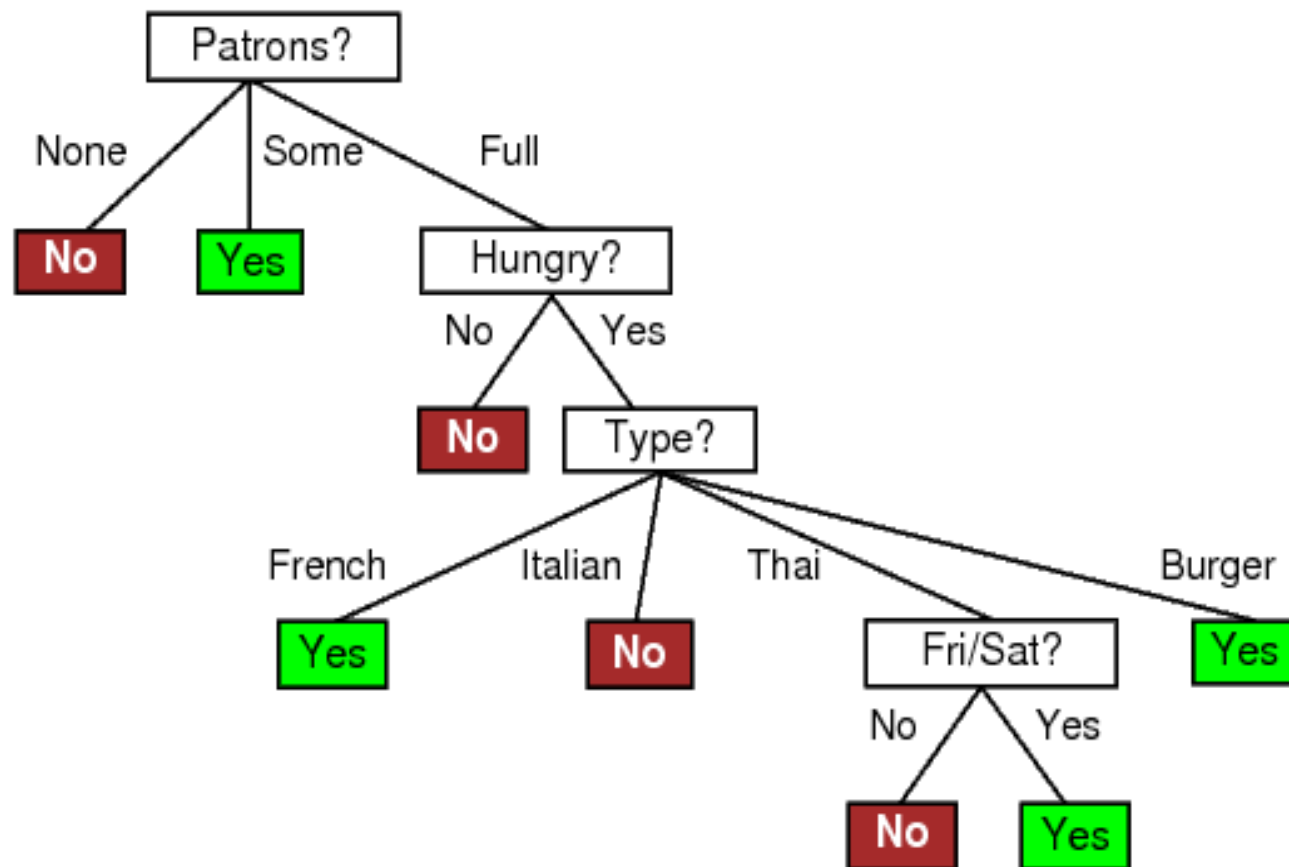 Patrons?
None Some Full
No Yes Hungry?
No Yes
No Type?
French Italian Thai Burger
Yes No Fri/Sat? Yes
No Yes
No Yes